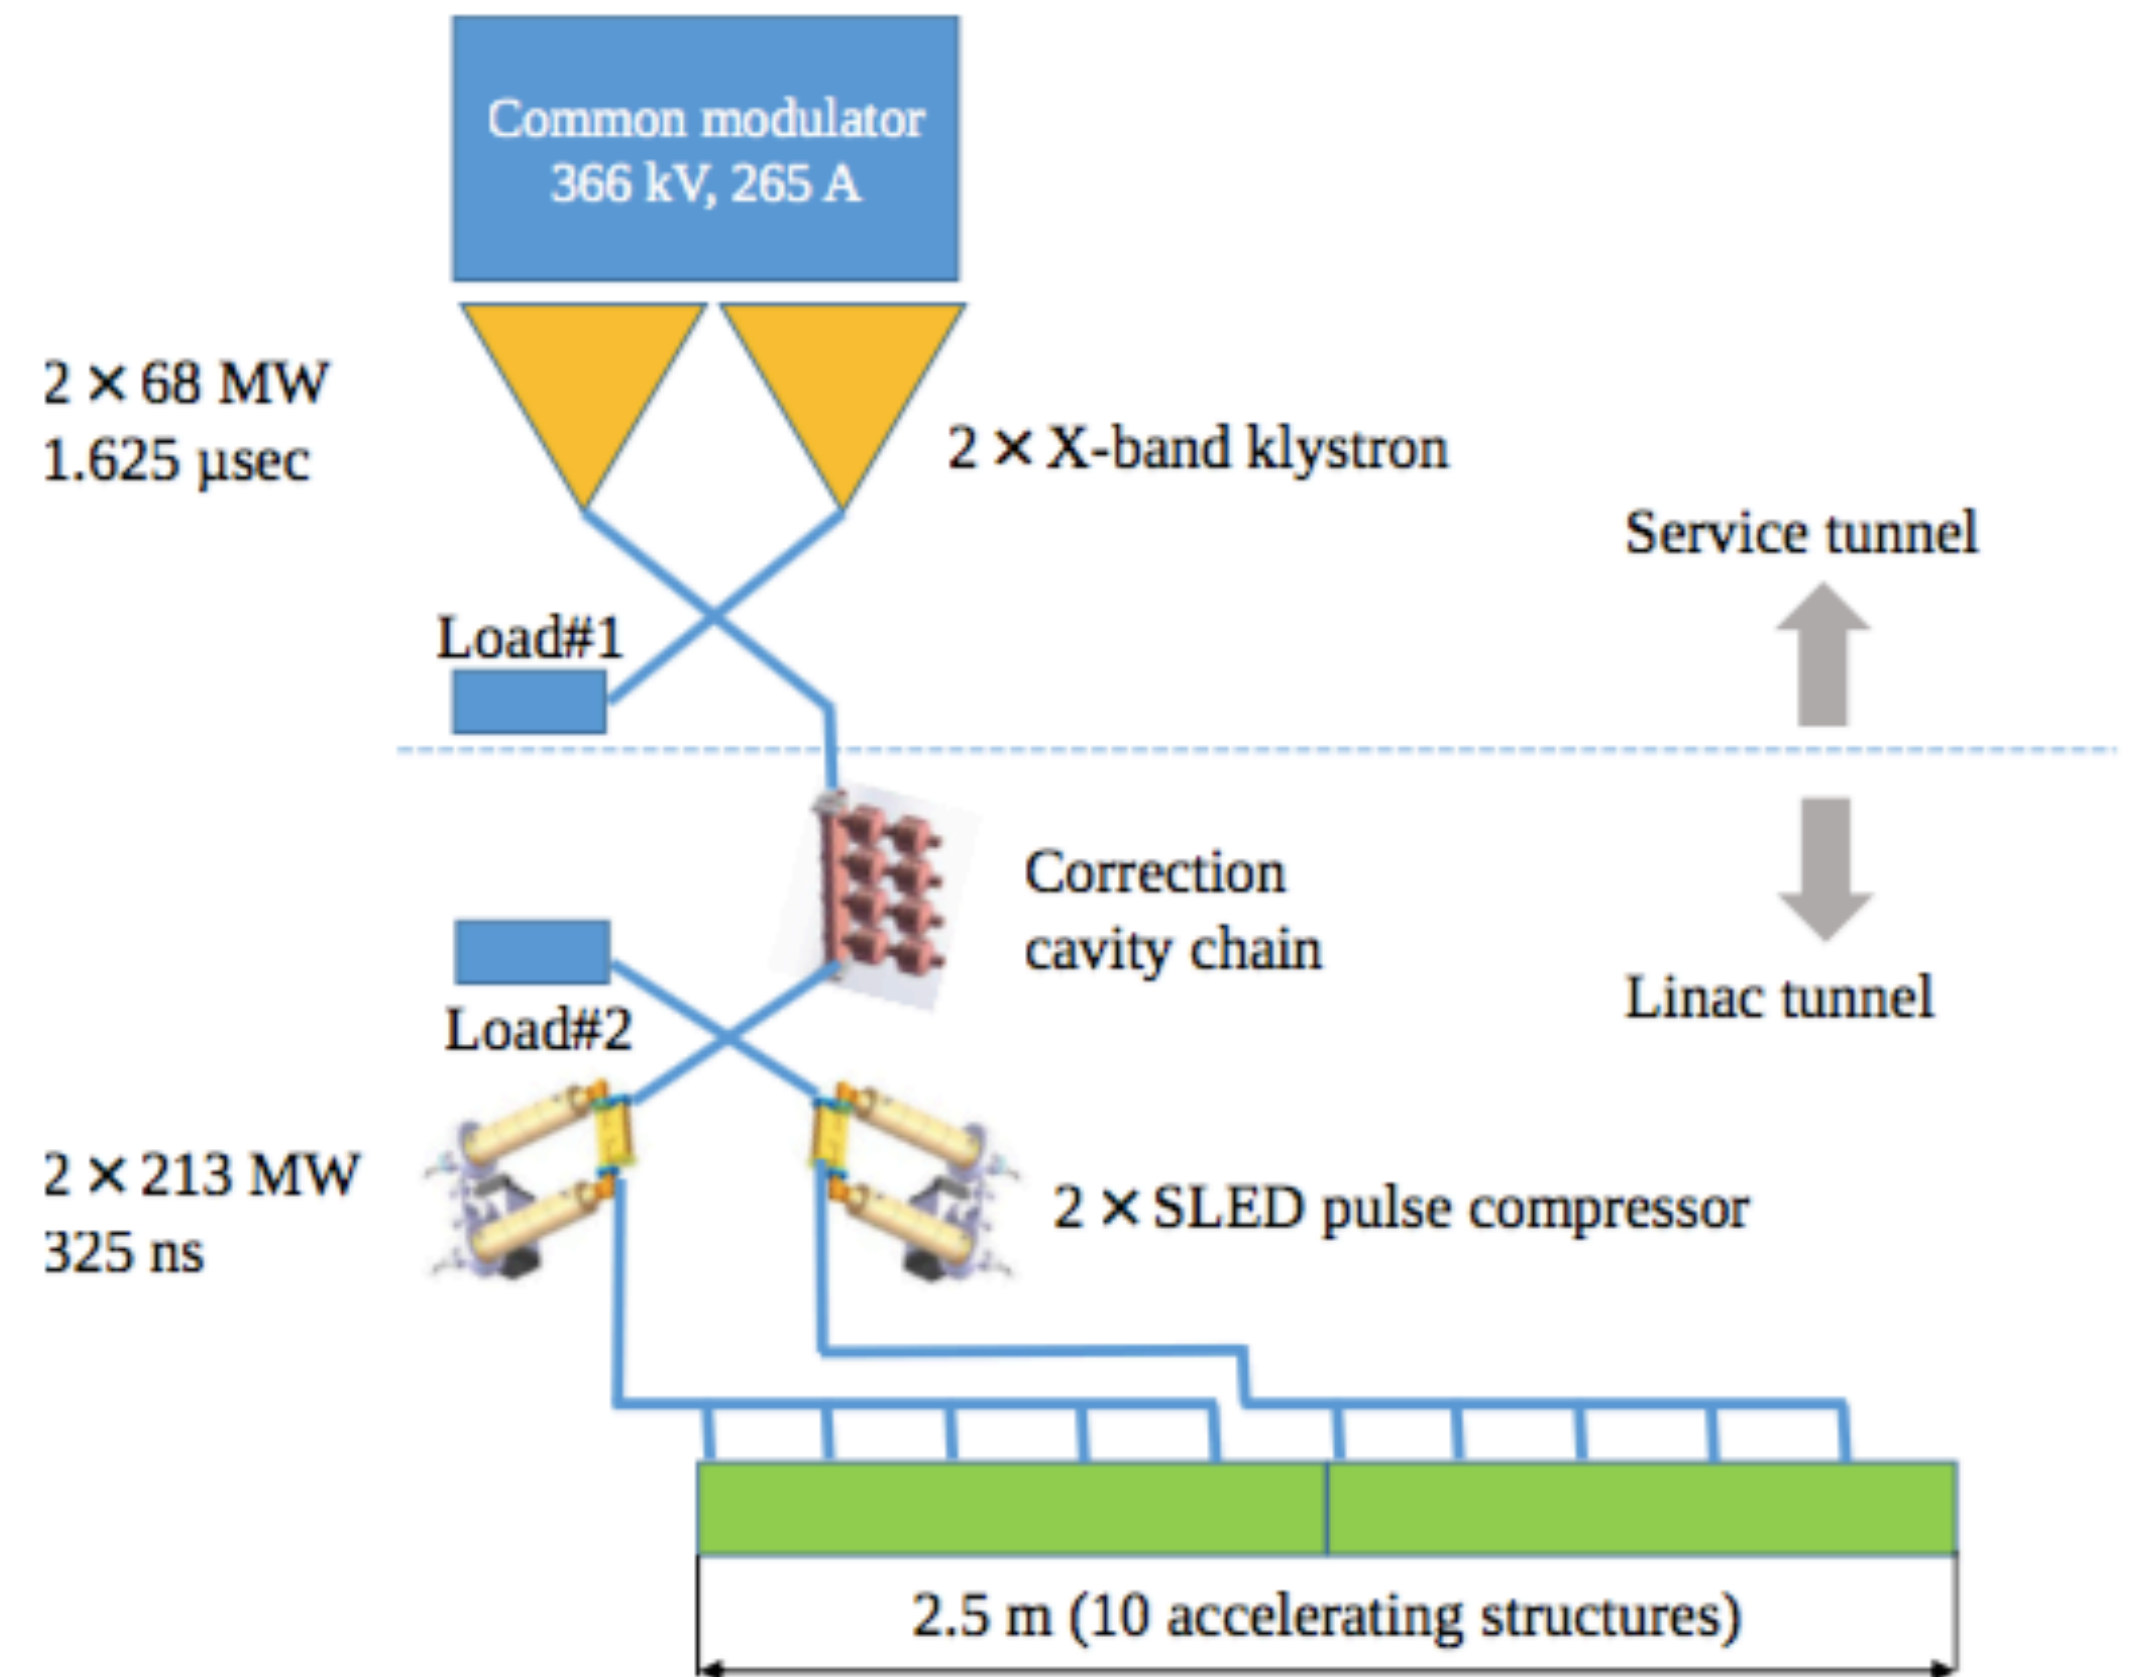 Common modulator
366 kV, 265 A
2 × 68 MW
1.625 µsec
2 × X-band klystron
Service tunnel
Load#1
Correction
cavity chain
Linac tunnel
Load#2
2 × 213 MW
325 ns
2 × SLED pulse compressor
2.5 m (10 accelerating structures)